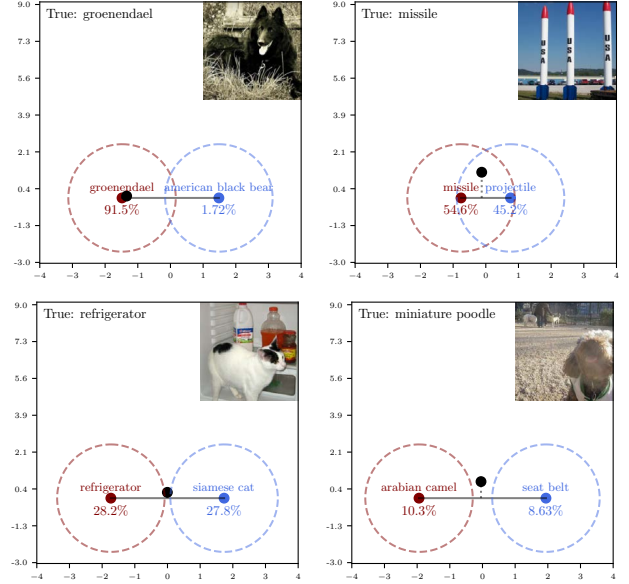 True: groenendael
9.0
7.3
5.6
3.9
2.1
0.4
−1.3
−3.0
groenendael
american black bear
91.5%
1.72%
−4 −3 −2 −1 0 1 2 3 4
True: missile
USA
USA
USA
9.0
7.3
5.6
3.9
2.1
0.4
−1.3
−3.0
missile
projectile
54.6%
45.2%
−4 −3 −2 −1 0 1 2 3 4
True: refrigerator
9.0
7.3
5.6
3.9
2.1
0.4
−1.3
−3.0
refrigerator
siamese cat
28.2%
27.8%
−4 −3 −2 −1 0 1 2 3 4
True: miniature poodle
9.0
7.3
5.6
3.9
2.1
0.4
−1.3
−3.0
arabian camel
seat belt
10.3%
8.63%
−4 −3 −2 −1 0 1 2 3 4